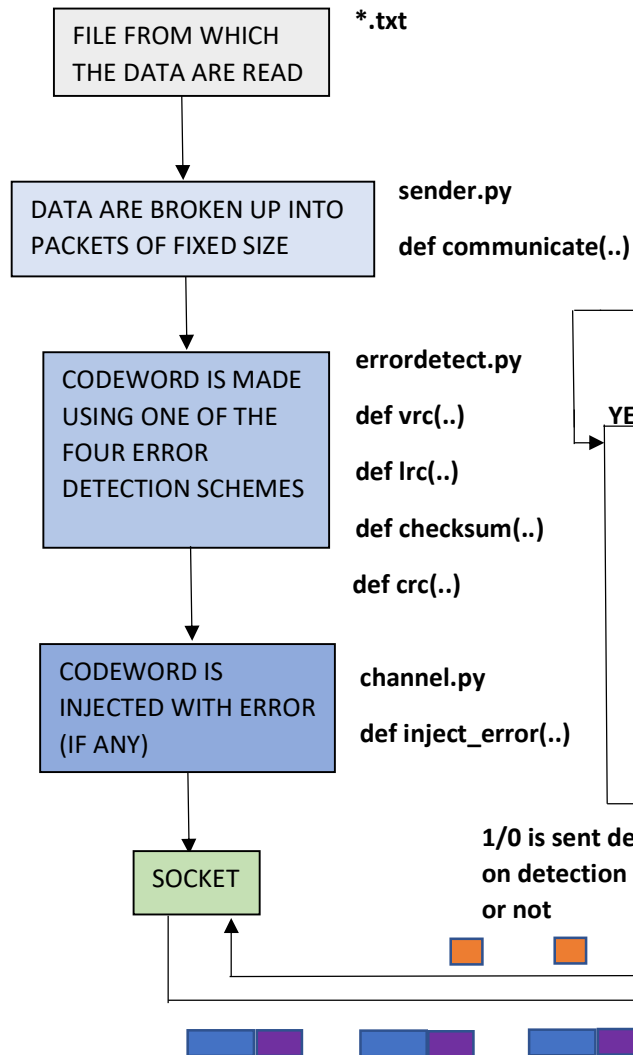 FILE FROM WHICH
THE DATA ARE READ
*.txt
DATA ARE BROKEN UP INTO
PACKETS OF FIXED SIZE
sender.py
def communicate(..)
CODEWORD IS MADE
USING ONE OF THE
FOUR ERROR
DETECTION SCHEMES
errordetect.py
def vrc(..)
def lrc(..)
def checksum(..)
def crc(..)
YE
CODEWORD IS
INJECTED WITH ERROR
(IF ANY)
channel.py
def inject_error(..)
1/0 is sent de
on detection
or not
SOCKET